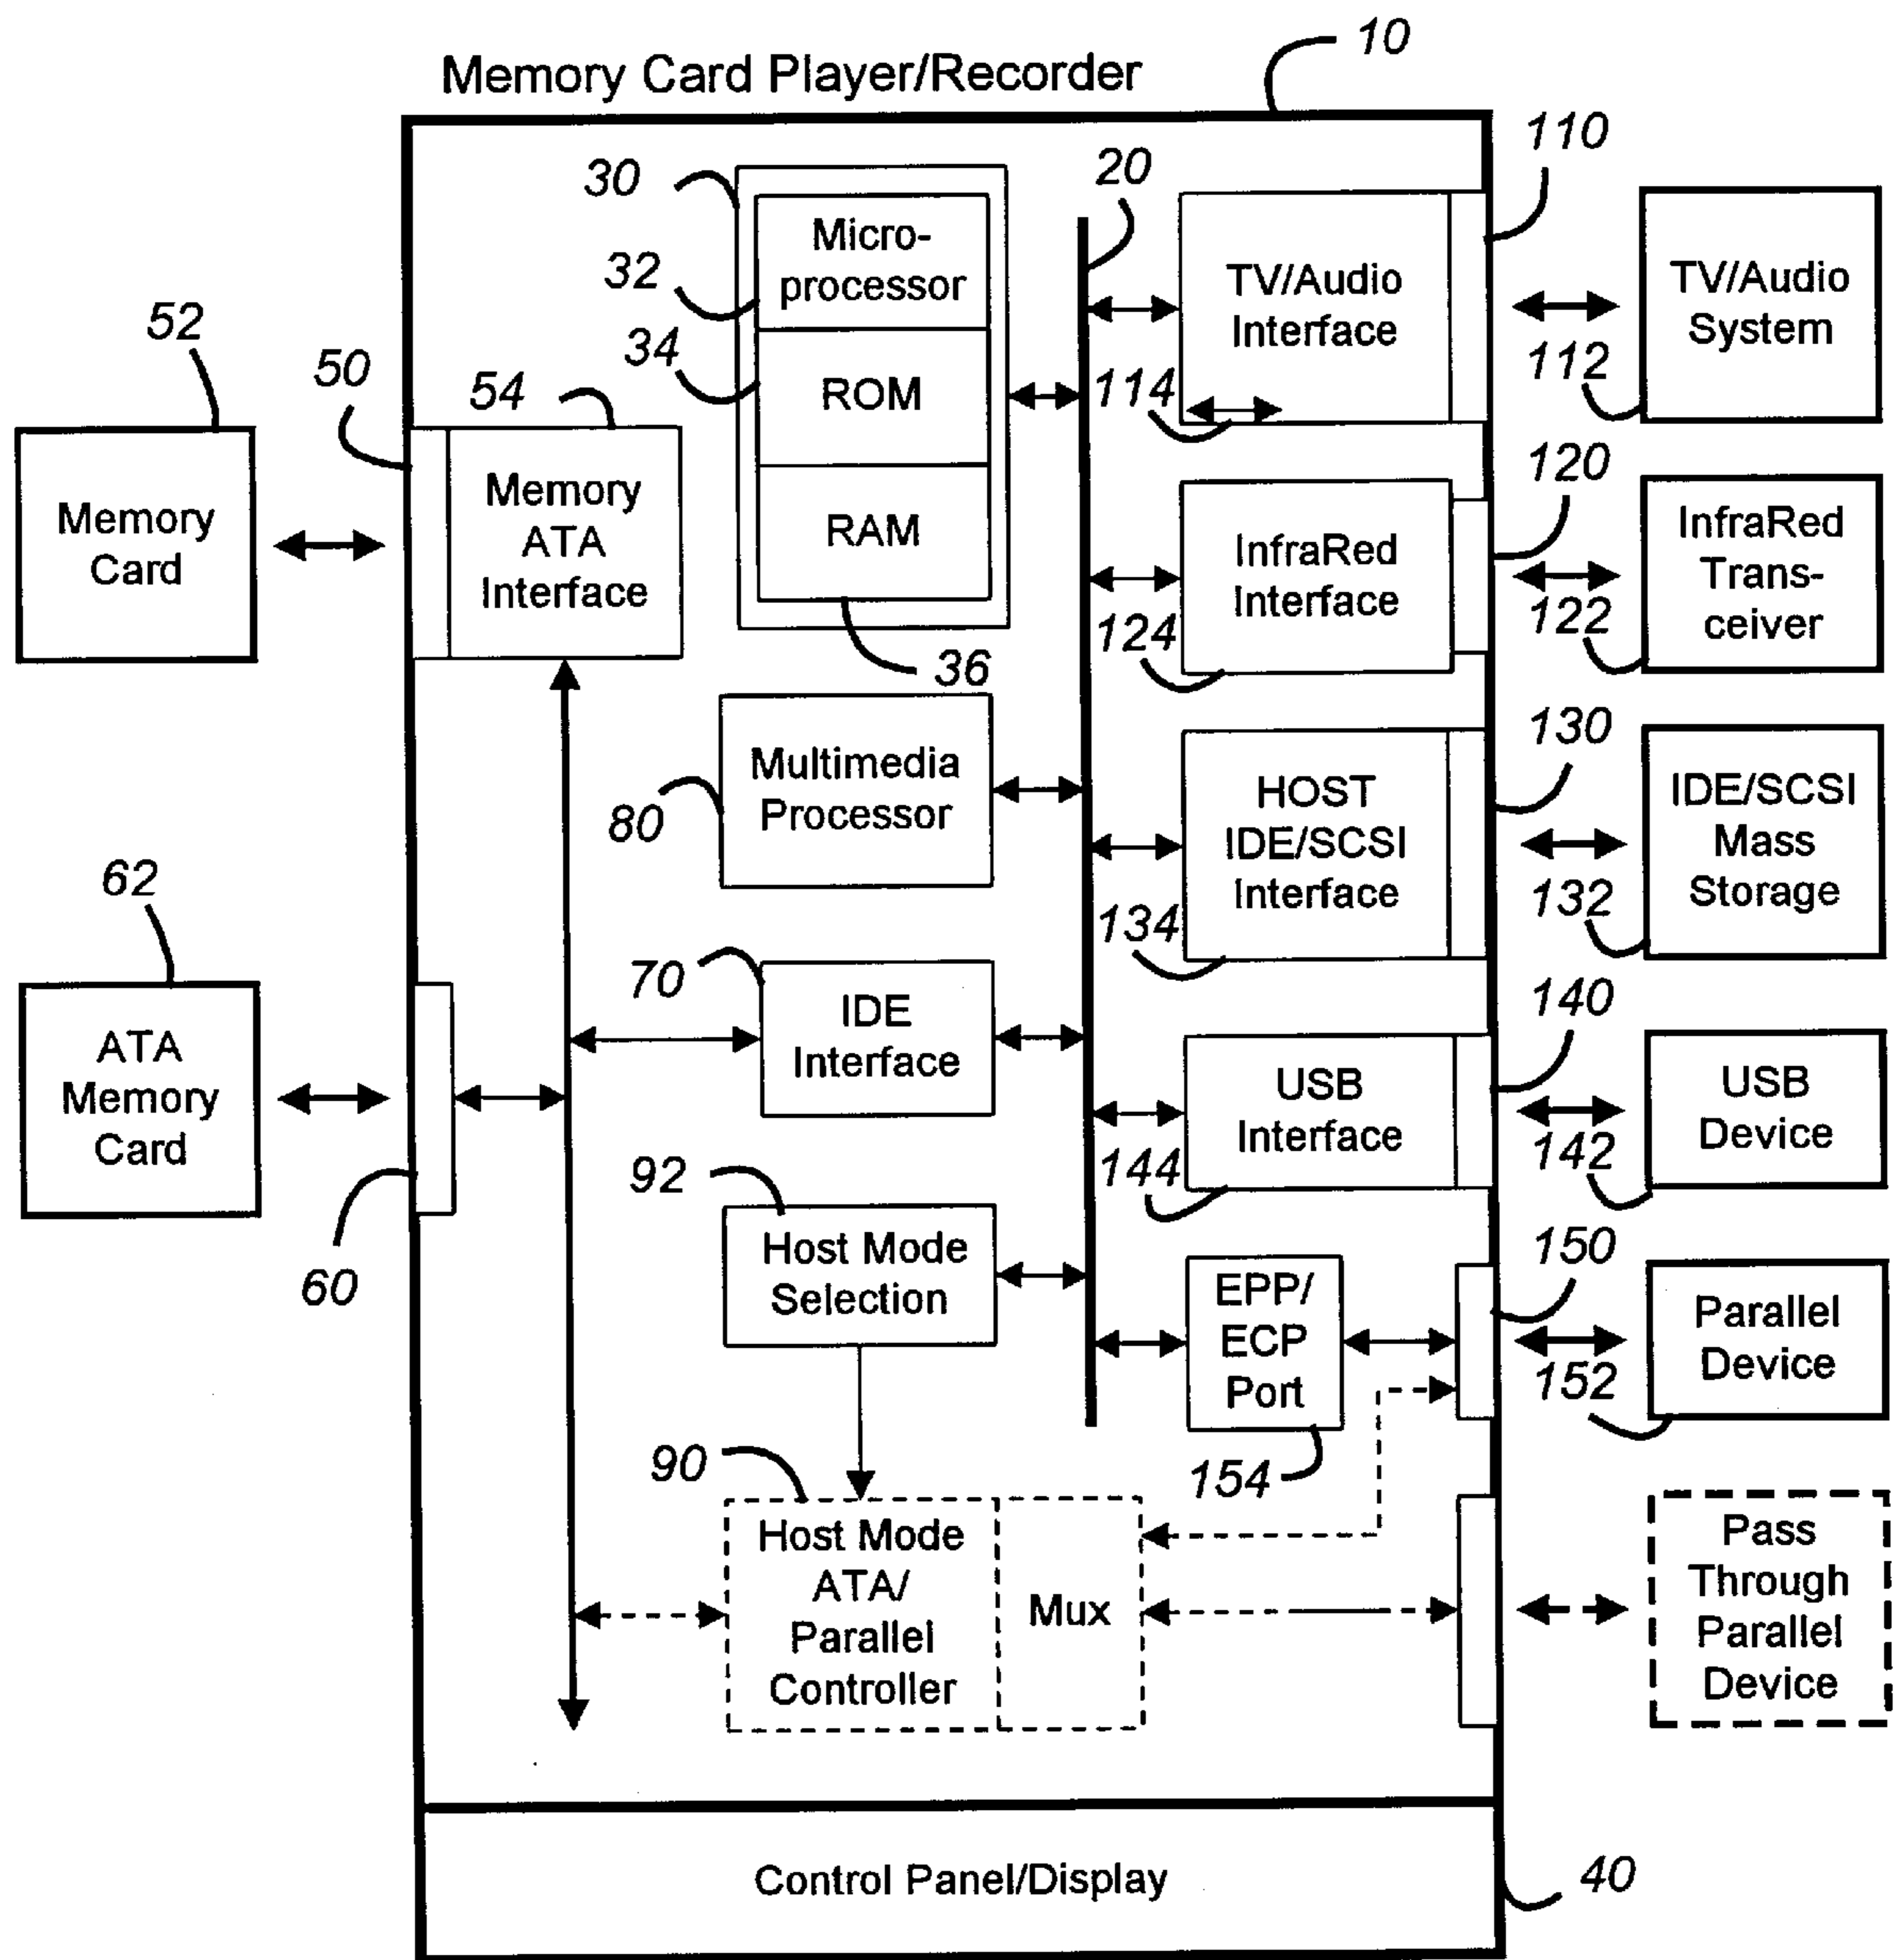 10
Memory Card Player/Recorder
110
30
20
Micro-
processor
32
TV/Audio
Interface
TV/Audio
System
52
50
34
54
ROM
114
112
Memory
Card
Memory
ATA
Interface
RAM
120
InfraRed
Interface
InfraRed
Trans-
ceiver
124
122
36
130
Multimedia
Processor
80
HOST
IDE/SCSI
Interface
IDE/SCSI
Mass
Storage
62
134
132
70
140
ATA
Memory
Card
IDE
Interface
USB
Interface
USB
Device
92
144
142
60
Host Mode
Selection
150
EPP/
ECP
Port
Parallel
Device
152
90
154
Host Mode
ATA/
Parallel
Controller
Mux
Pass
Through
Parallel
Device
Control Panel/Display
40